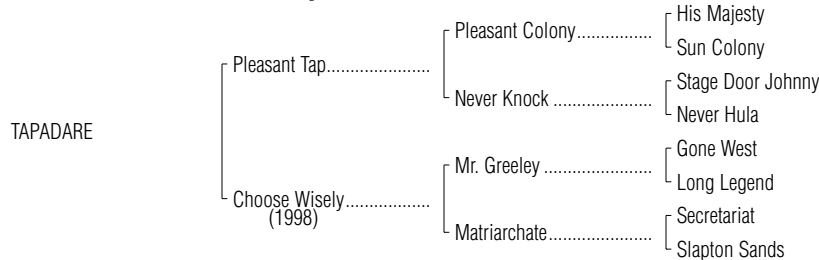 His Majesty
Pleasant Colony................
Sun Colony
Pleasant Tap......................
Stage Door Johnny
Never Knock ....................
Never Hula
TAPADARE
Gone West
Mr. Greeley ......................
Long Legend
Choose Wisely..................
(1998)
Secretariat
Matriarchate.....................
Slapton Sands